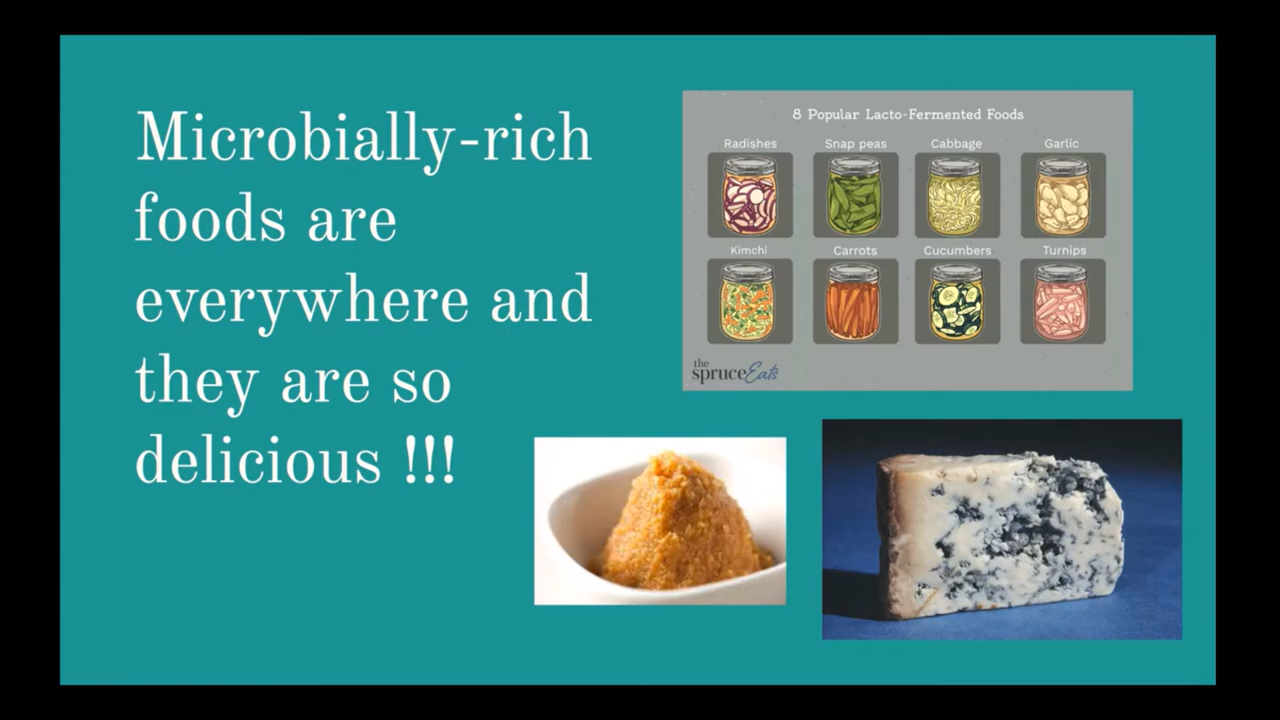 Microbially-rich
foods are
everywhere and
they are so
delicious !!!
8 Popular Lacto-Fermented Foods
Radishes
Snap peas
Cabbage
Garlic
Kimchi
Carrots
Cucumbers
Turnips
the
spruceEats